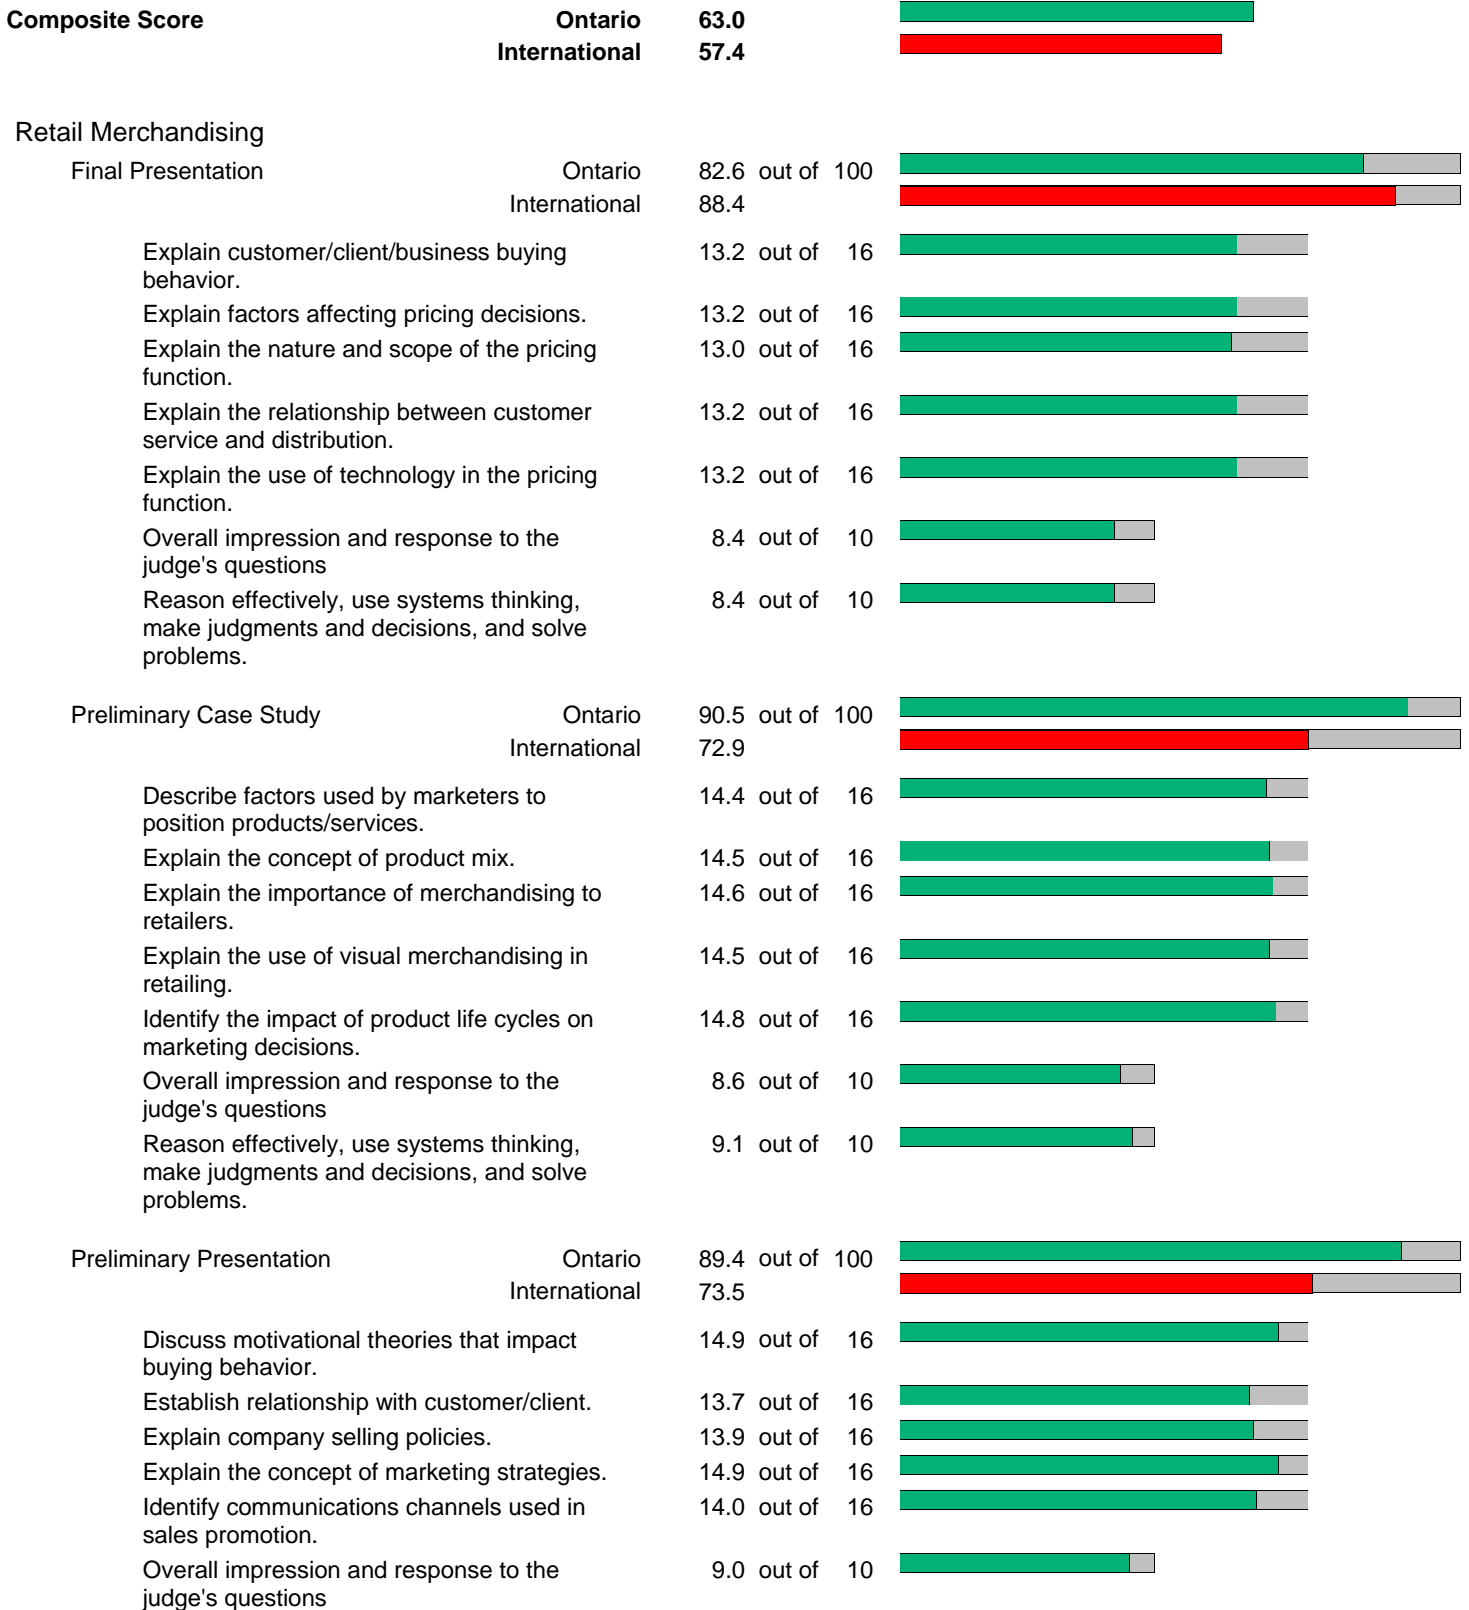 Composite Score Ontario 63.0
International 57.4
Retail Merchandising
Final Presentation Ontario 82.6 out of 100
International 88.4
Explain customer/client/business buying 13.2 out of 16
behavior.
Explain factors affecting pricing decisions. 13.2 out of 16
Explain the nature and scope of the pricing 13.0 out of 16
function.
Explain the relationship between customer 13.2 out of 16
service and distribution.
Explain the use of technology in the pricing 13.2 out of 16
function.
Overall impression and response to the 8.4 out of 10
judge's questions
Reason effectively, use systems thinking, 8.4 out of 10
make judgments and decisions, and solve
problems.
Preliminary Case Study Ontario 90.5 out of 100
International 72.9
Describe factors used by marketers to 14.4 out of 16
position products/services.
Explain the concept of product mix. 14.5 out of 16
Explain the importance of merchandising to 14.6 out of 16
retailers.
Explain the use of visual merchandising in 14.5 out of 16
retailing.
Identify the impact of product life cycles on 14.8 out of 16
marketing decisions.
Overall impression and response to the 8.6 out of 10
judge's questions
Reason effectively, use systems thinking, 9.1 out of 10
make judgments and decisions, and solve
problems.
Preliminary Presentation Ontario 89.4 out of 100
International 73.5
Discuss motivational theories that impact 14.9 out of 16
buying behavior.
Establish relationship with customer/client. 13.7 out of 16
Explain company selling policies. 13.9 out of 16
Explain the concept of marketing strategies. 14.9 out of 16
Identify communications channels used in 14.0 out of 16
sales promotion.
Overall impression and response to the 9.0 out of 10
judge's questions